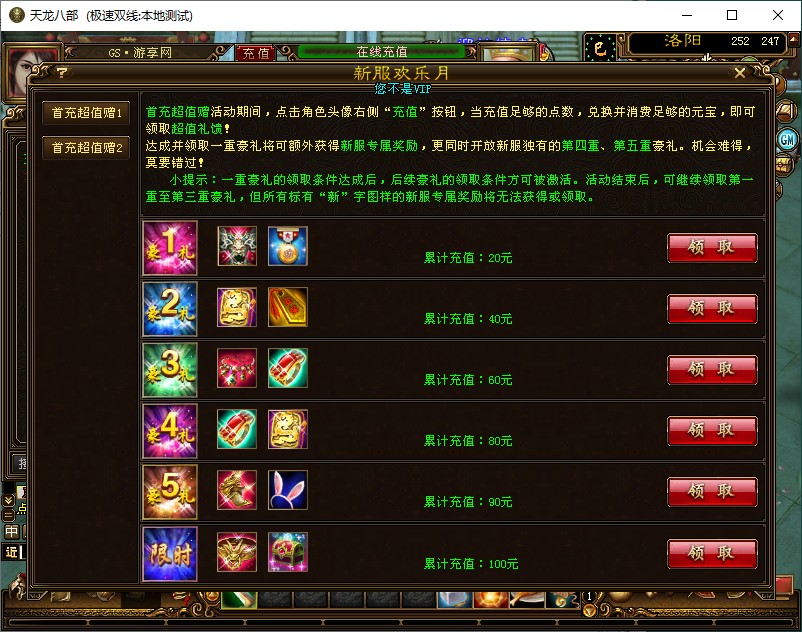 天龙八部 (极速双线:本地测试)
GS·游享网
充值
在线充值
洛阳
252 247
?
新服欢乐月
您不是VIP
GM
首充超值赠1
首充超值赠2
首充超值赠活动期间，点击角色头像右侧“充值”按钮，当充值足够的点数，兑换并消费足够的元宝，即可
领取超值礼馈！
达成并领取一重豪礼将可额外获得新服专属奖励，更同时开放新服独有的第四重、第五重豪礼。机会难得，
莫要错过！
小提示：一重豪礼的领取条件达成后，后续豪礼的领取条件方可被激活。活动结束后，可继续领取第一
重至第三重豪礼，但所有标有“新”字图样的新服专属奖励将无法获得或领取。
豪1礼
累计充值：20元
领 取
豪2礼
累计充值：40元
领 取
豪3礼
累计充值：60元
领 取
豪4礼
累计充值：80元
领 取
豪5礼
累计充值：90元
领 取
限时
累计充值：100元
领 取
近
1